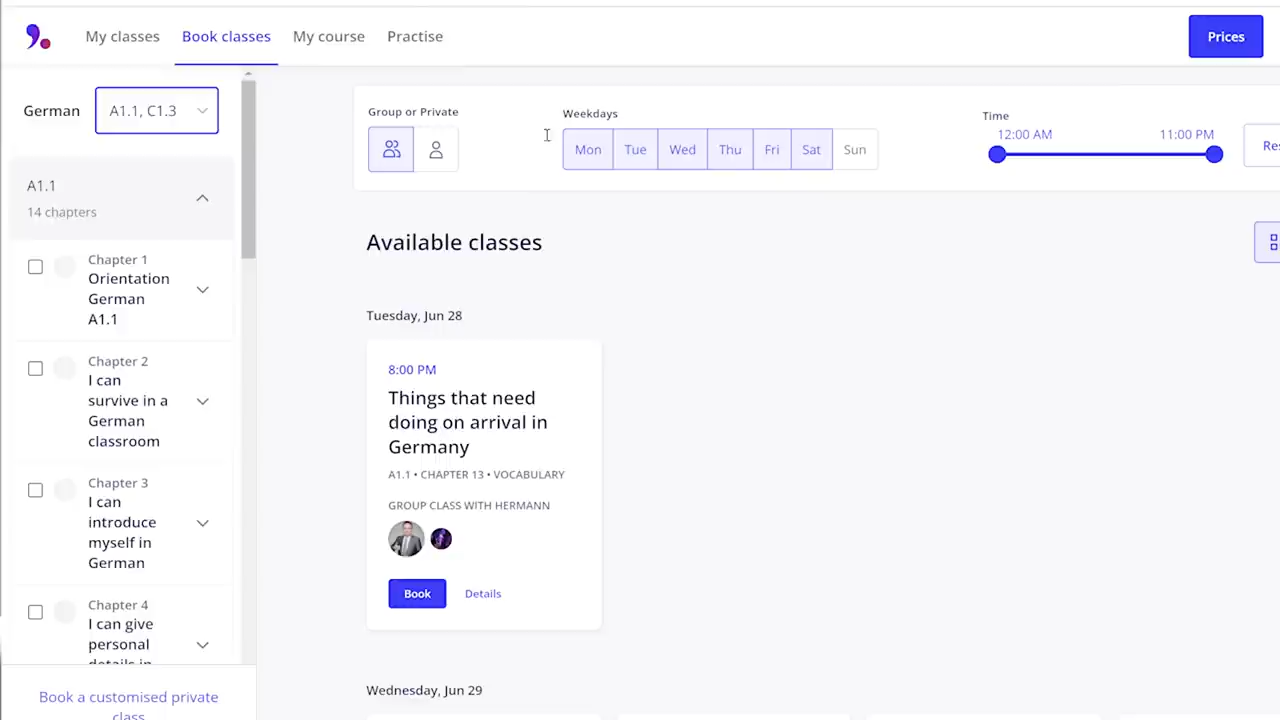 My classes
Book classes
My course
Practise
Prices
German
A1.1, C1.3
A1.1
14 chapters
Chapter 1
Orientation
German
A1.1
Chapter 2
I can
survive in a
German
classroom
Chapter 3
I can
introduce
myself in
German
Chapter 4
I can give
personal
details in
Book a customised private
class
Group or Private
Weekdays
Mon
Tue
Wed
Thu
Fri
Sat
Sun
Time
12:00 AM
11:00 PM
Res
Available classes
Tuesday, Jun 28
8:00 PM
Things that need
doing on arrival in
Germany
A1.1 • CHAPTER 13 • VOCABULARY
GROUP CLASS WITH HERMANN
Book
Details
Wednesday, Jun 29